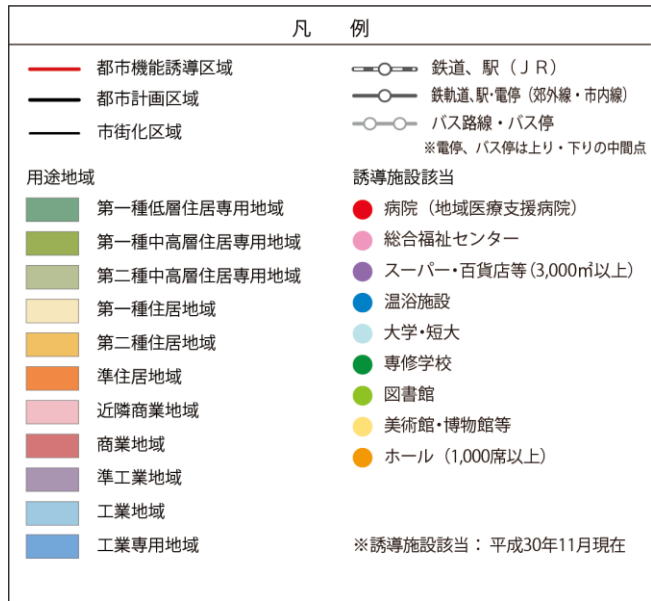 凡　例
都市機能誘導区域
都市計画区域
市街化区域
用途地域
第一種低層住居専用地域
第一種中高層住居専用地域
第二種中高層住居専用地域
第一種住居地域
第二種住居地域
準住居地域
近隣商業地域
商業地域
準工業地域
工業地域
工業専用地域
鉄道、駅（ＪＲ）
鉄軌道、駅・電停（郊外線・市内線）
バス路線・バス停
※電停、バス停は上り・下りの中間点
誘導施設該当
病院（地域医療支援病院）
総合福祉センター
スーパー・百貨店等（3,000㎡以上）
温浴施設
大学・短大
専修学校
図書館
美術館・博物館等
ホール（1,000席以上）
※誘導施設該当：平成30年11月現在